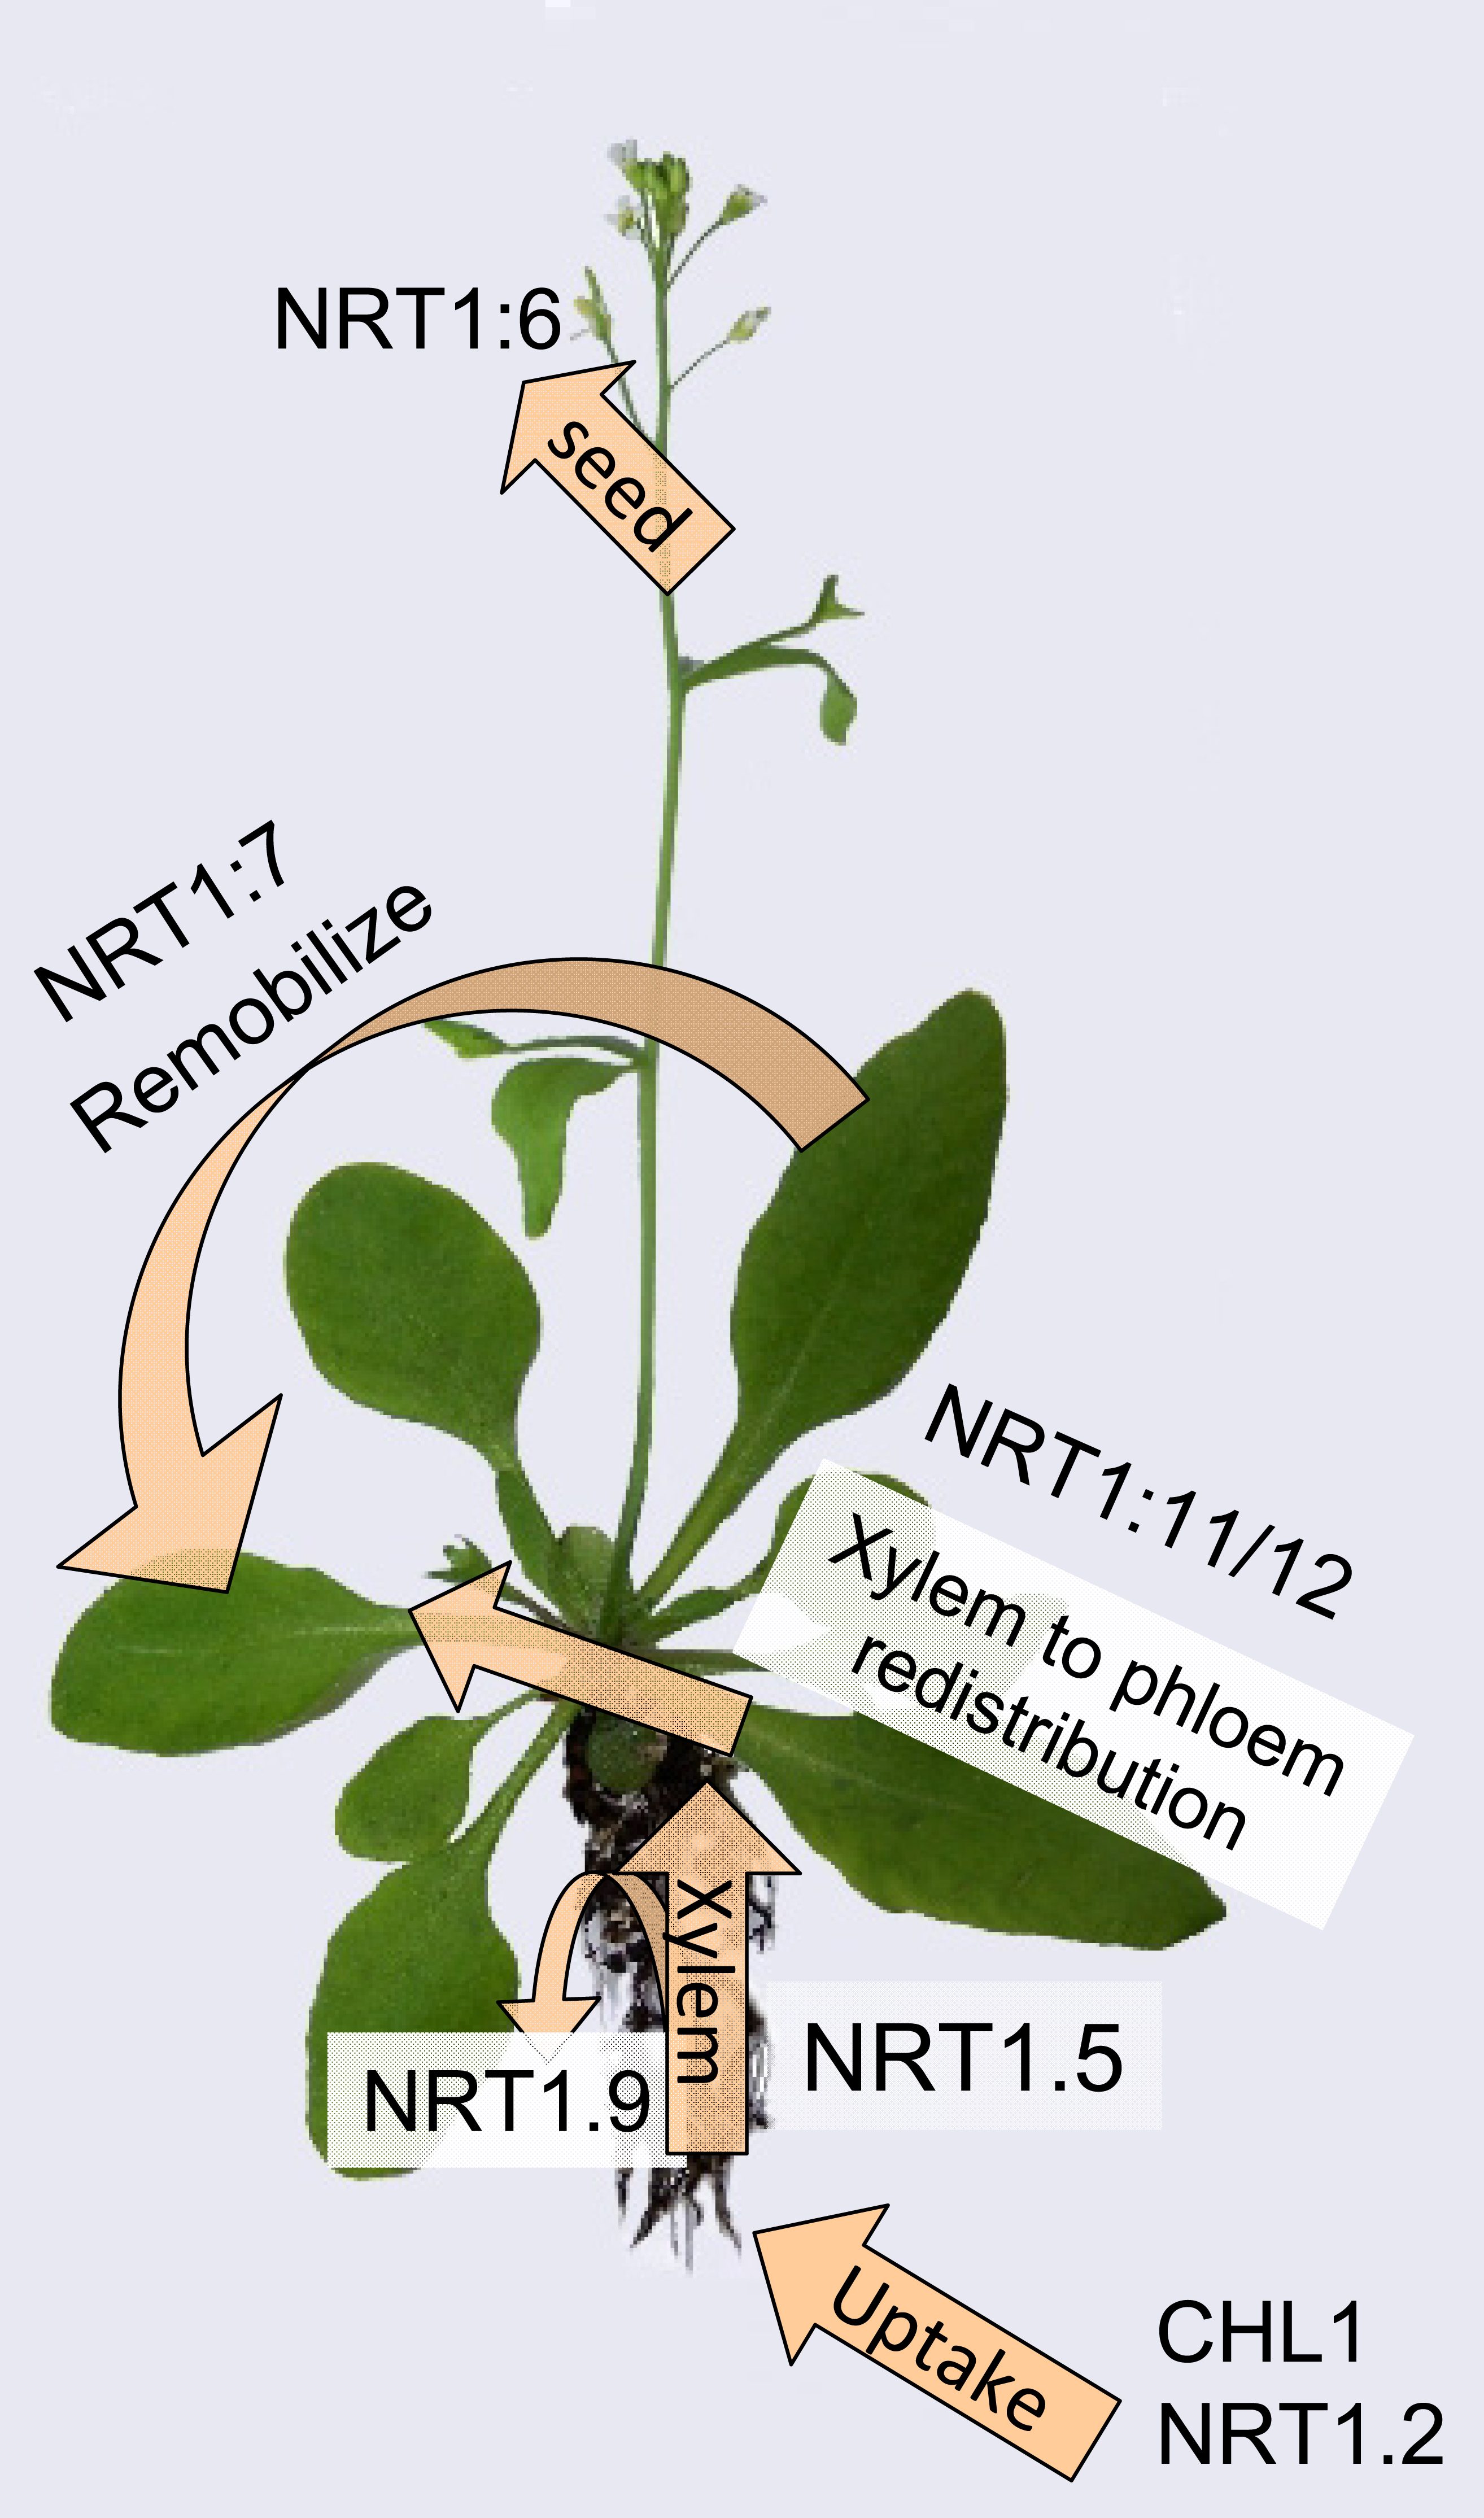 NRT1:6
seed
NRT1:7
Remobilize
NRT1:11/12
Xylem to phloem
redistribution
Xylem
NRT1.5
NRT1.9
Uptake
CHL1
NRT1.2